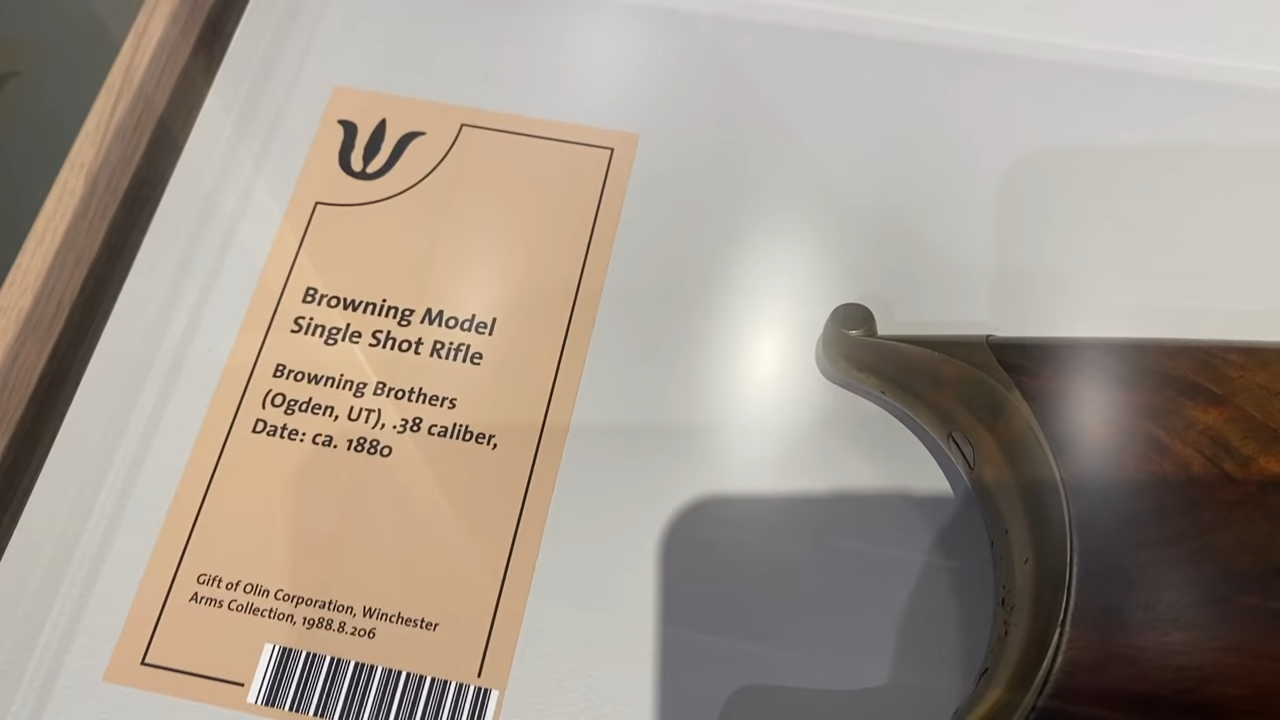 Browning Model
Single Shot Rifle
Browning Brothers
(Ogden, UT), .38 caliber,
Date: ca. 1880
Gift of Olin Corporation, Winchester
Arms Collection, 1988.8.206